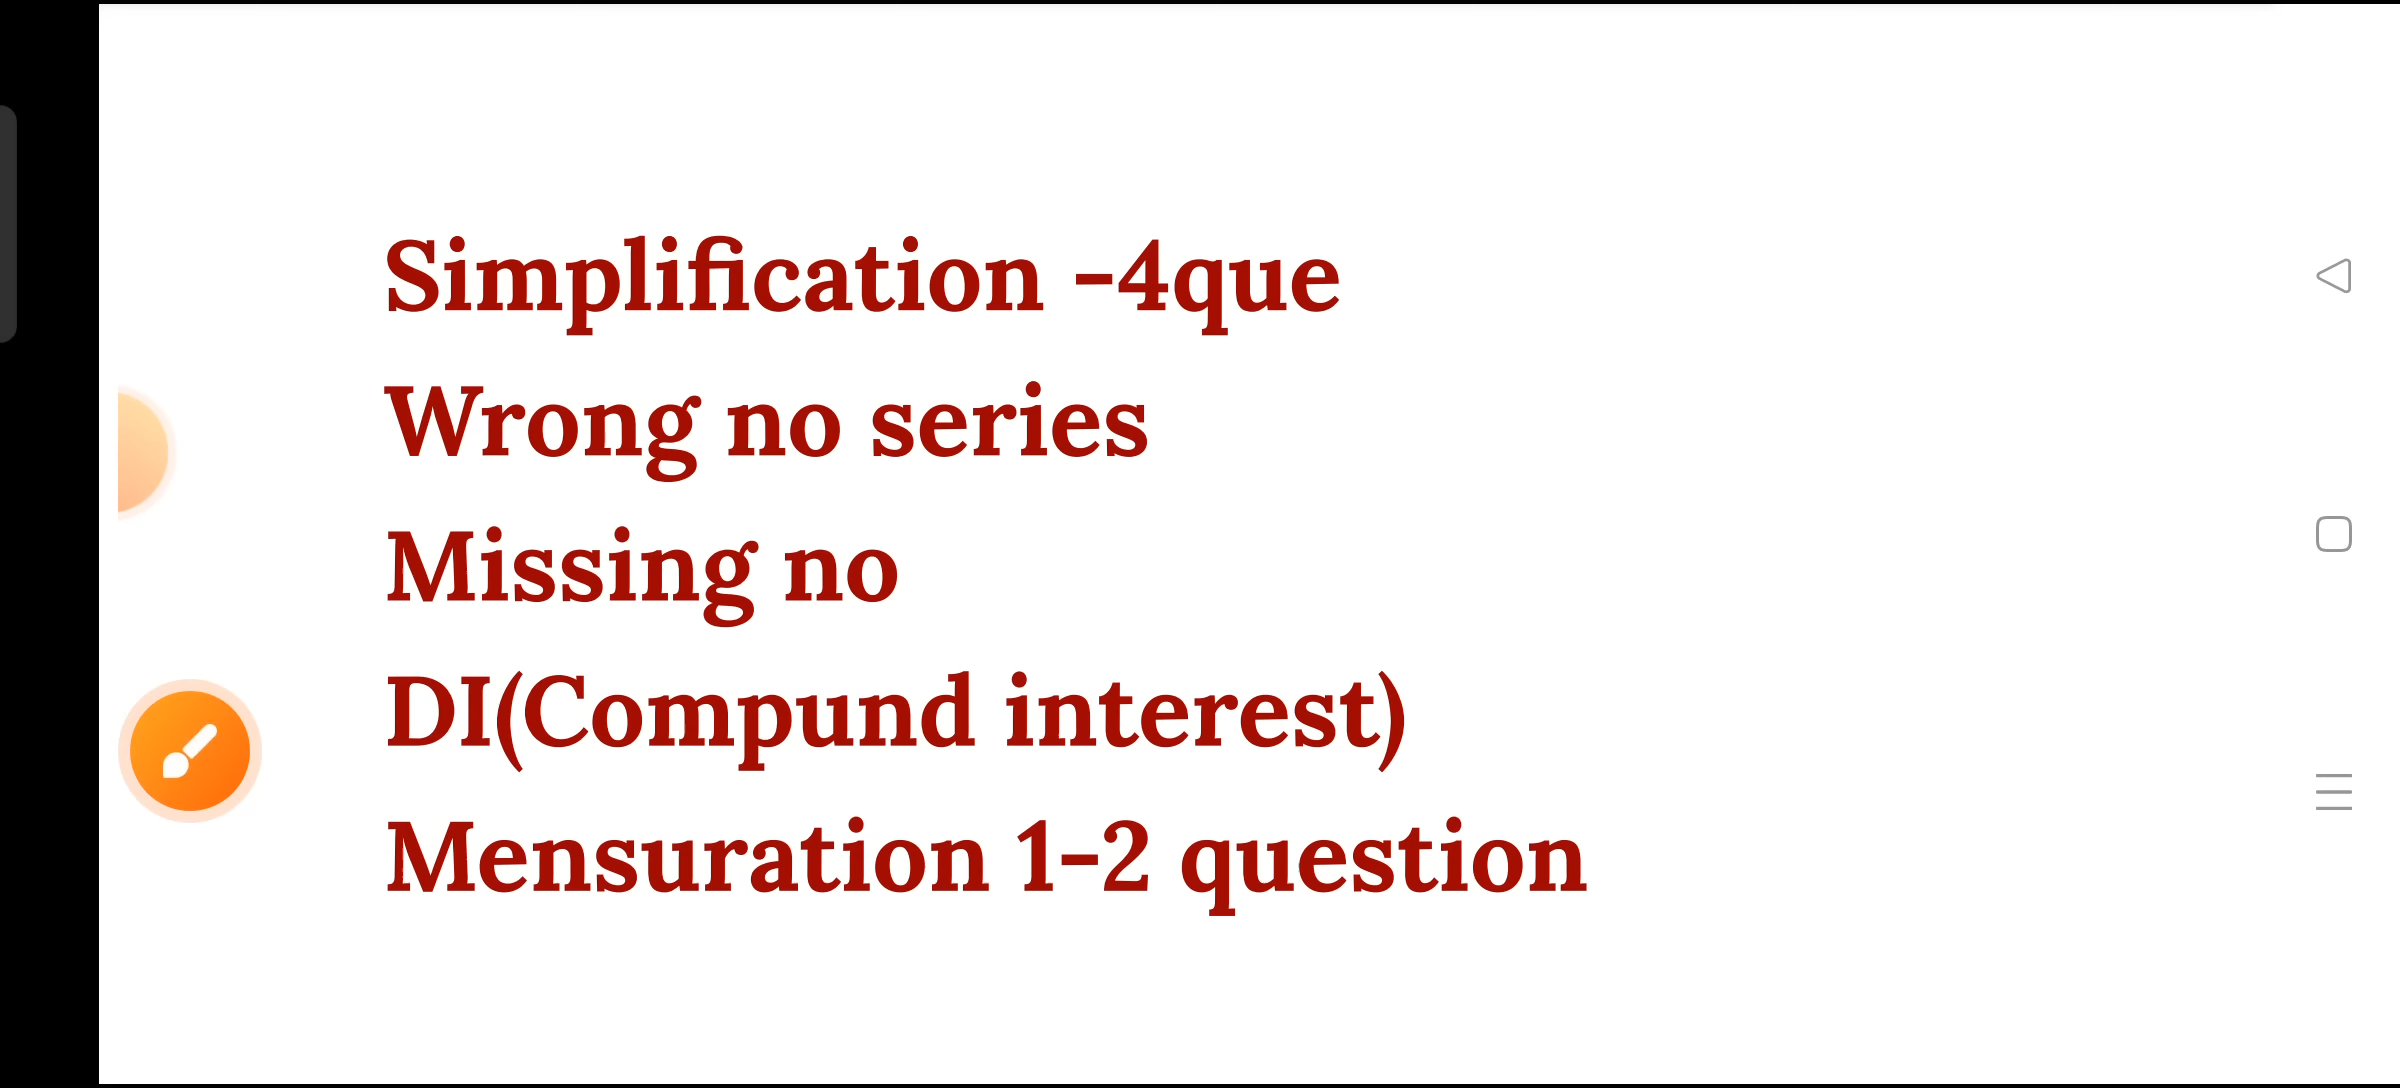 Simplification -4que
Wrong no series
Missing no
DI(Compund interest)
Mensuration 1-2 question